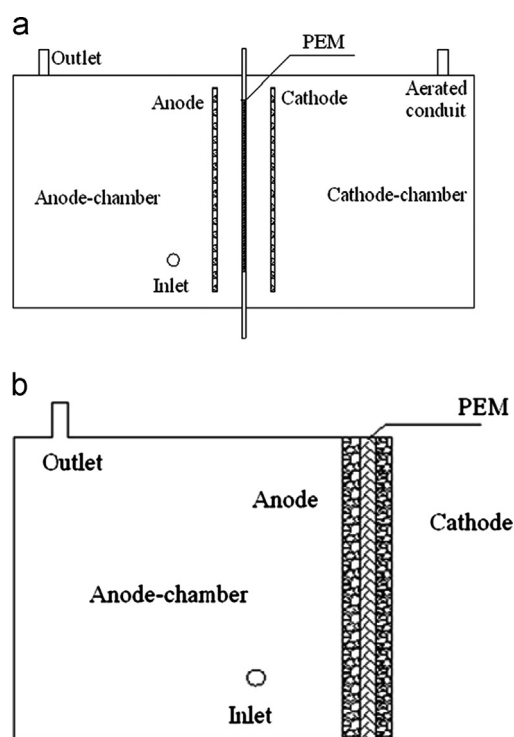 a
PEM
Outlet
Anode
Cathode
Aerated
conduit
Anode-chamber
Cathode-chamber
Inlet
b
PEM
Outlet
Anode
Cathode
Anode-chamber
Inlet